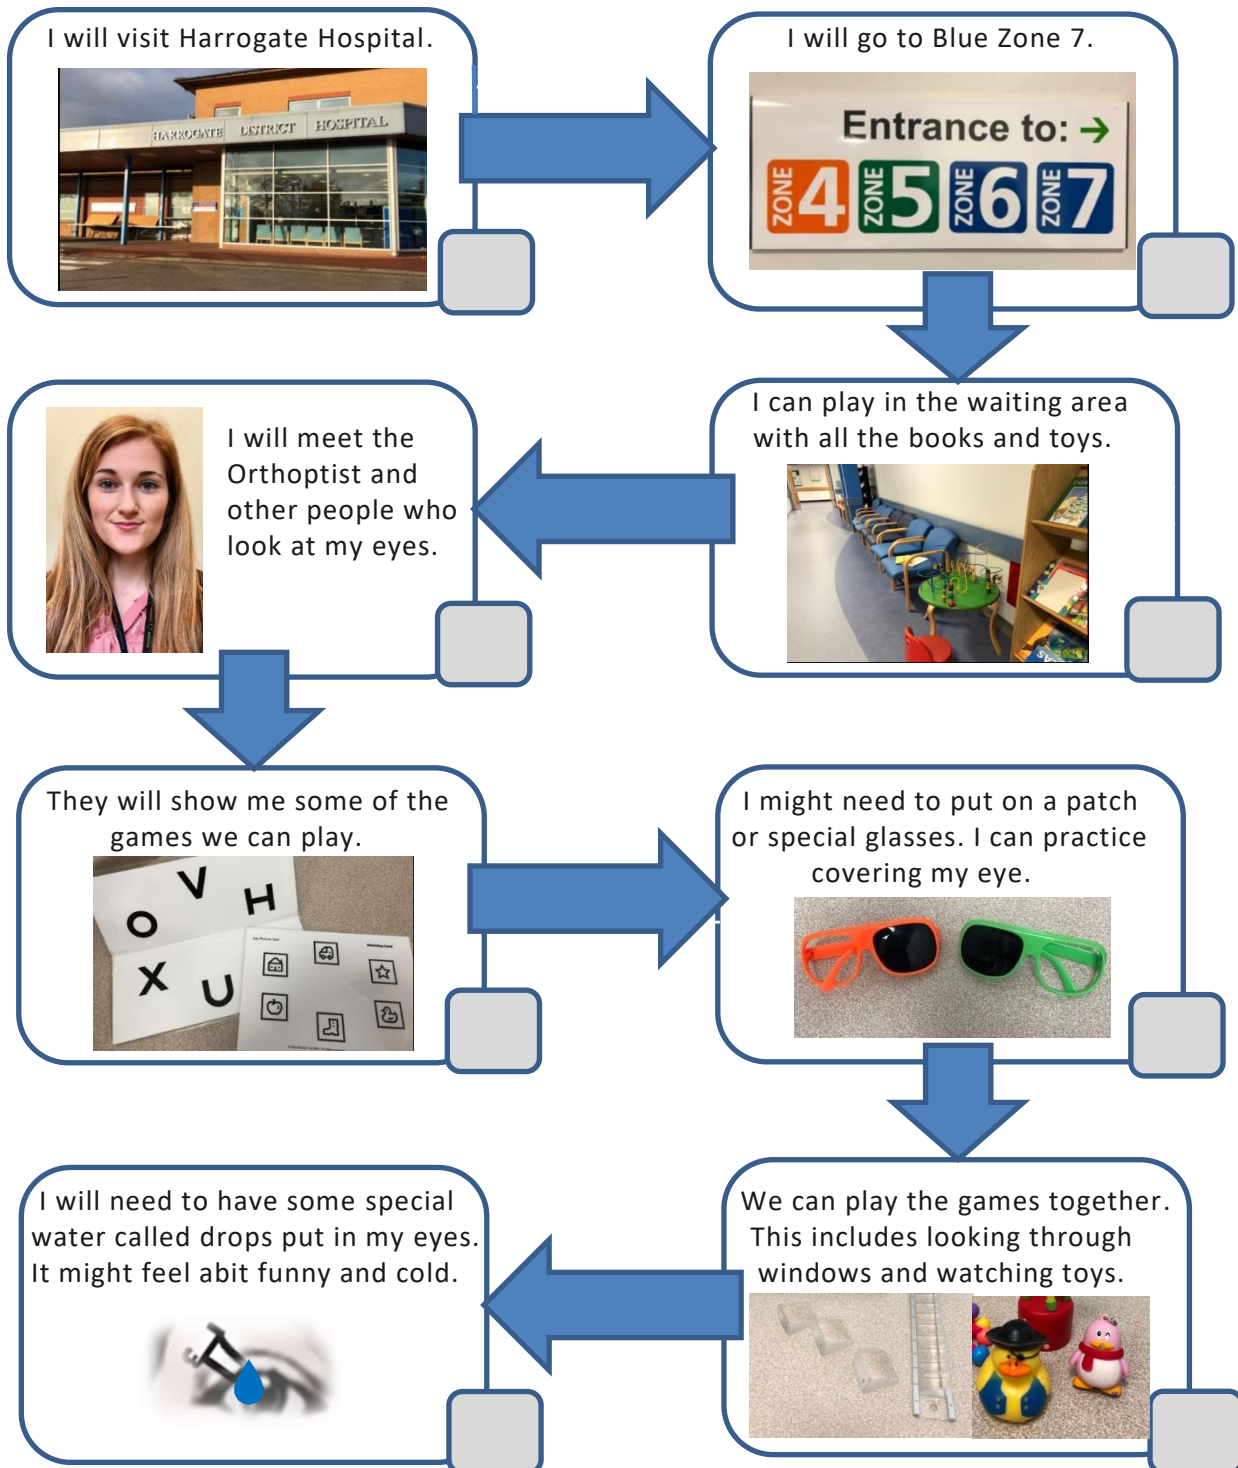 I will visit Harrogate Hospital.
HARROGATE DISTRICT HOSPITAL
I will go to Blue Zone 7.
Entrance to: →
ZONE 4 ZONE 5 ZONE 6 ZONE 7
I can play in the waiting area
with all the books and toys.
I will meet the
Orthoptist and
other people who
look at my eyes.
They will show me some of the
games we can play.
V
O H
X U
I might need to put on a patch
or special glasses. I can practice
covering my eye.
We can play the games together.
This includes looking through
windows and watching toys.
I will need to have some special
water called drops put in my eyes.
It might feel abit funny and cold.